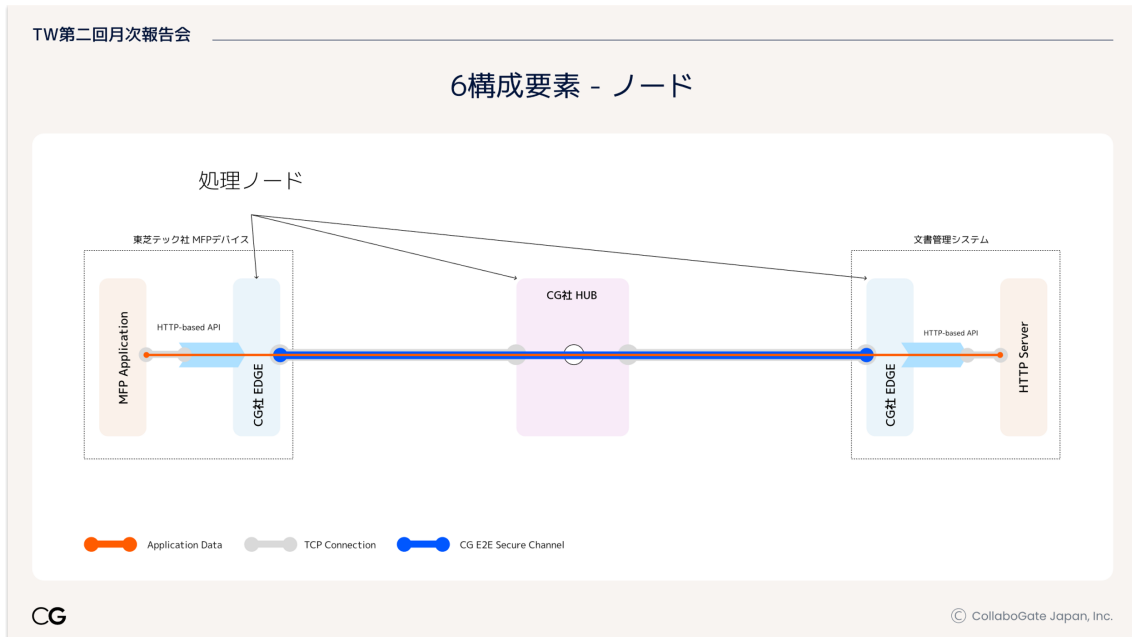 TW第二回月次報告会
6構成要素 - ノード
処理ノード
東芝テック社 MFPデバイス
文書管理システム
MFP Application
HTTP-based API
CG社 EDGE
CG社 HUB
CG社 EDGE
HTTP-based API
HTTP Server
Application Data
TCP Connection
CG E2E Secure Channel
CG
Ⓒ CollaboGate Japan, Inc.